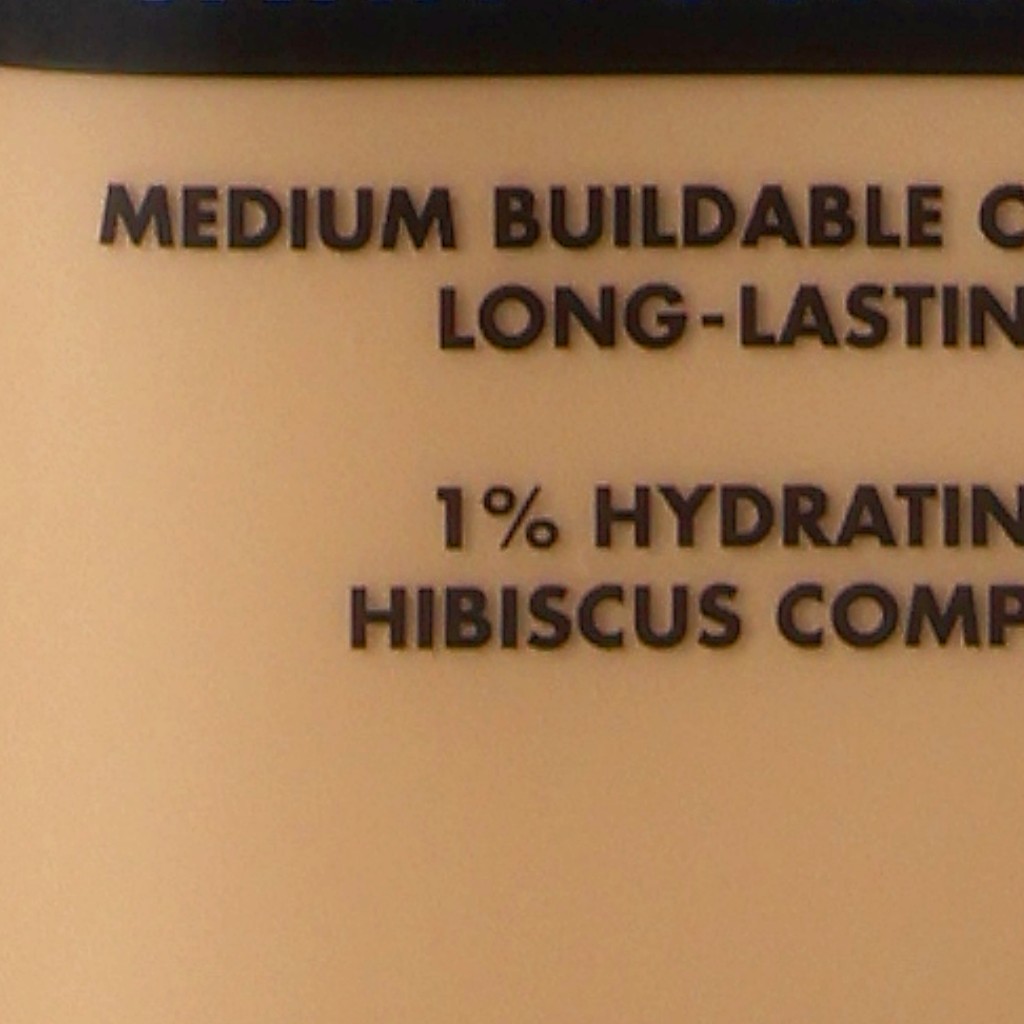 MEDIUM BUILDABLE
LONG-LASTIN
1% HYDRATIN
HIBISCUS COMP